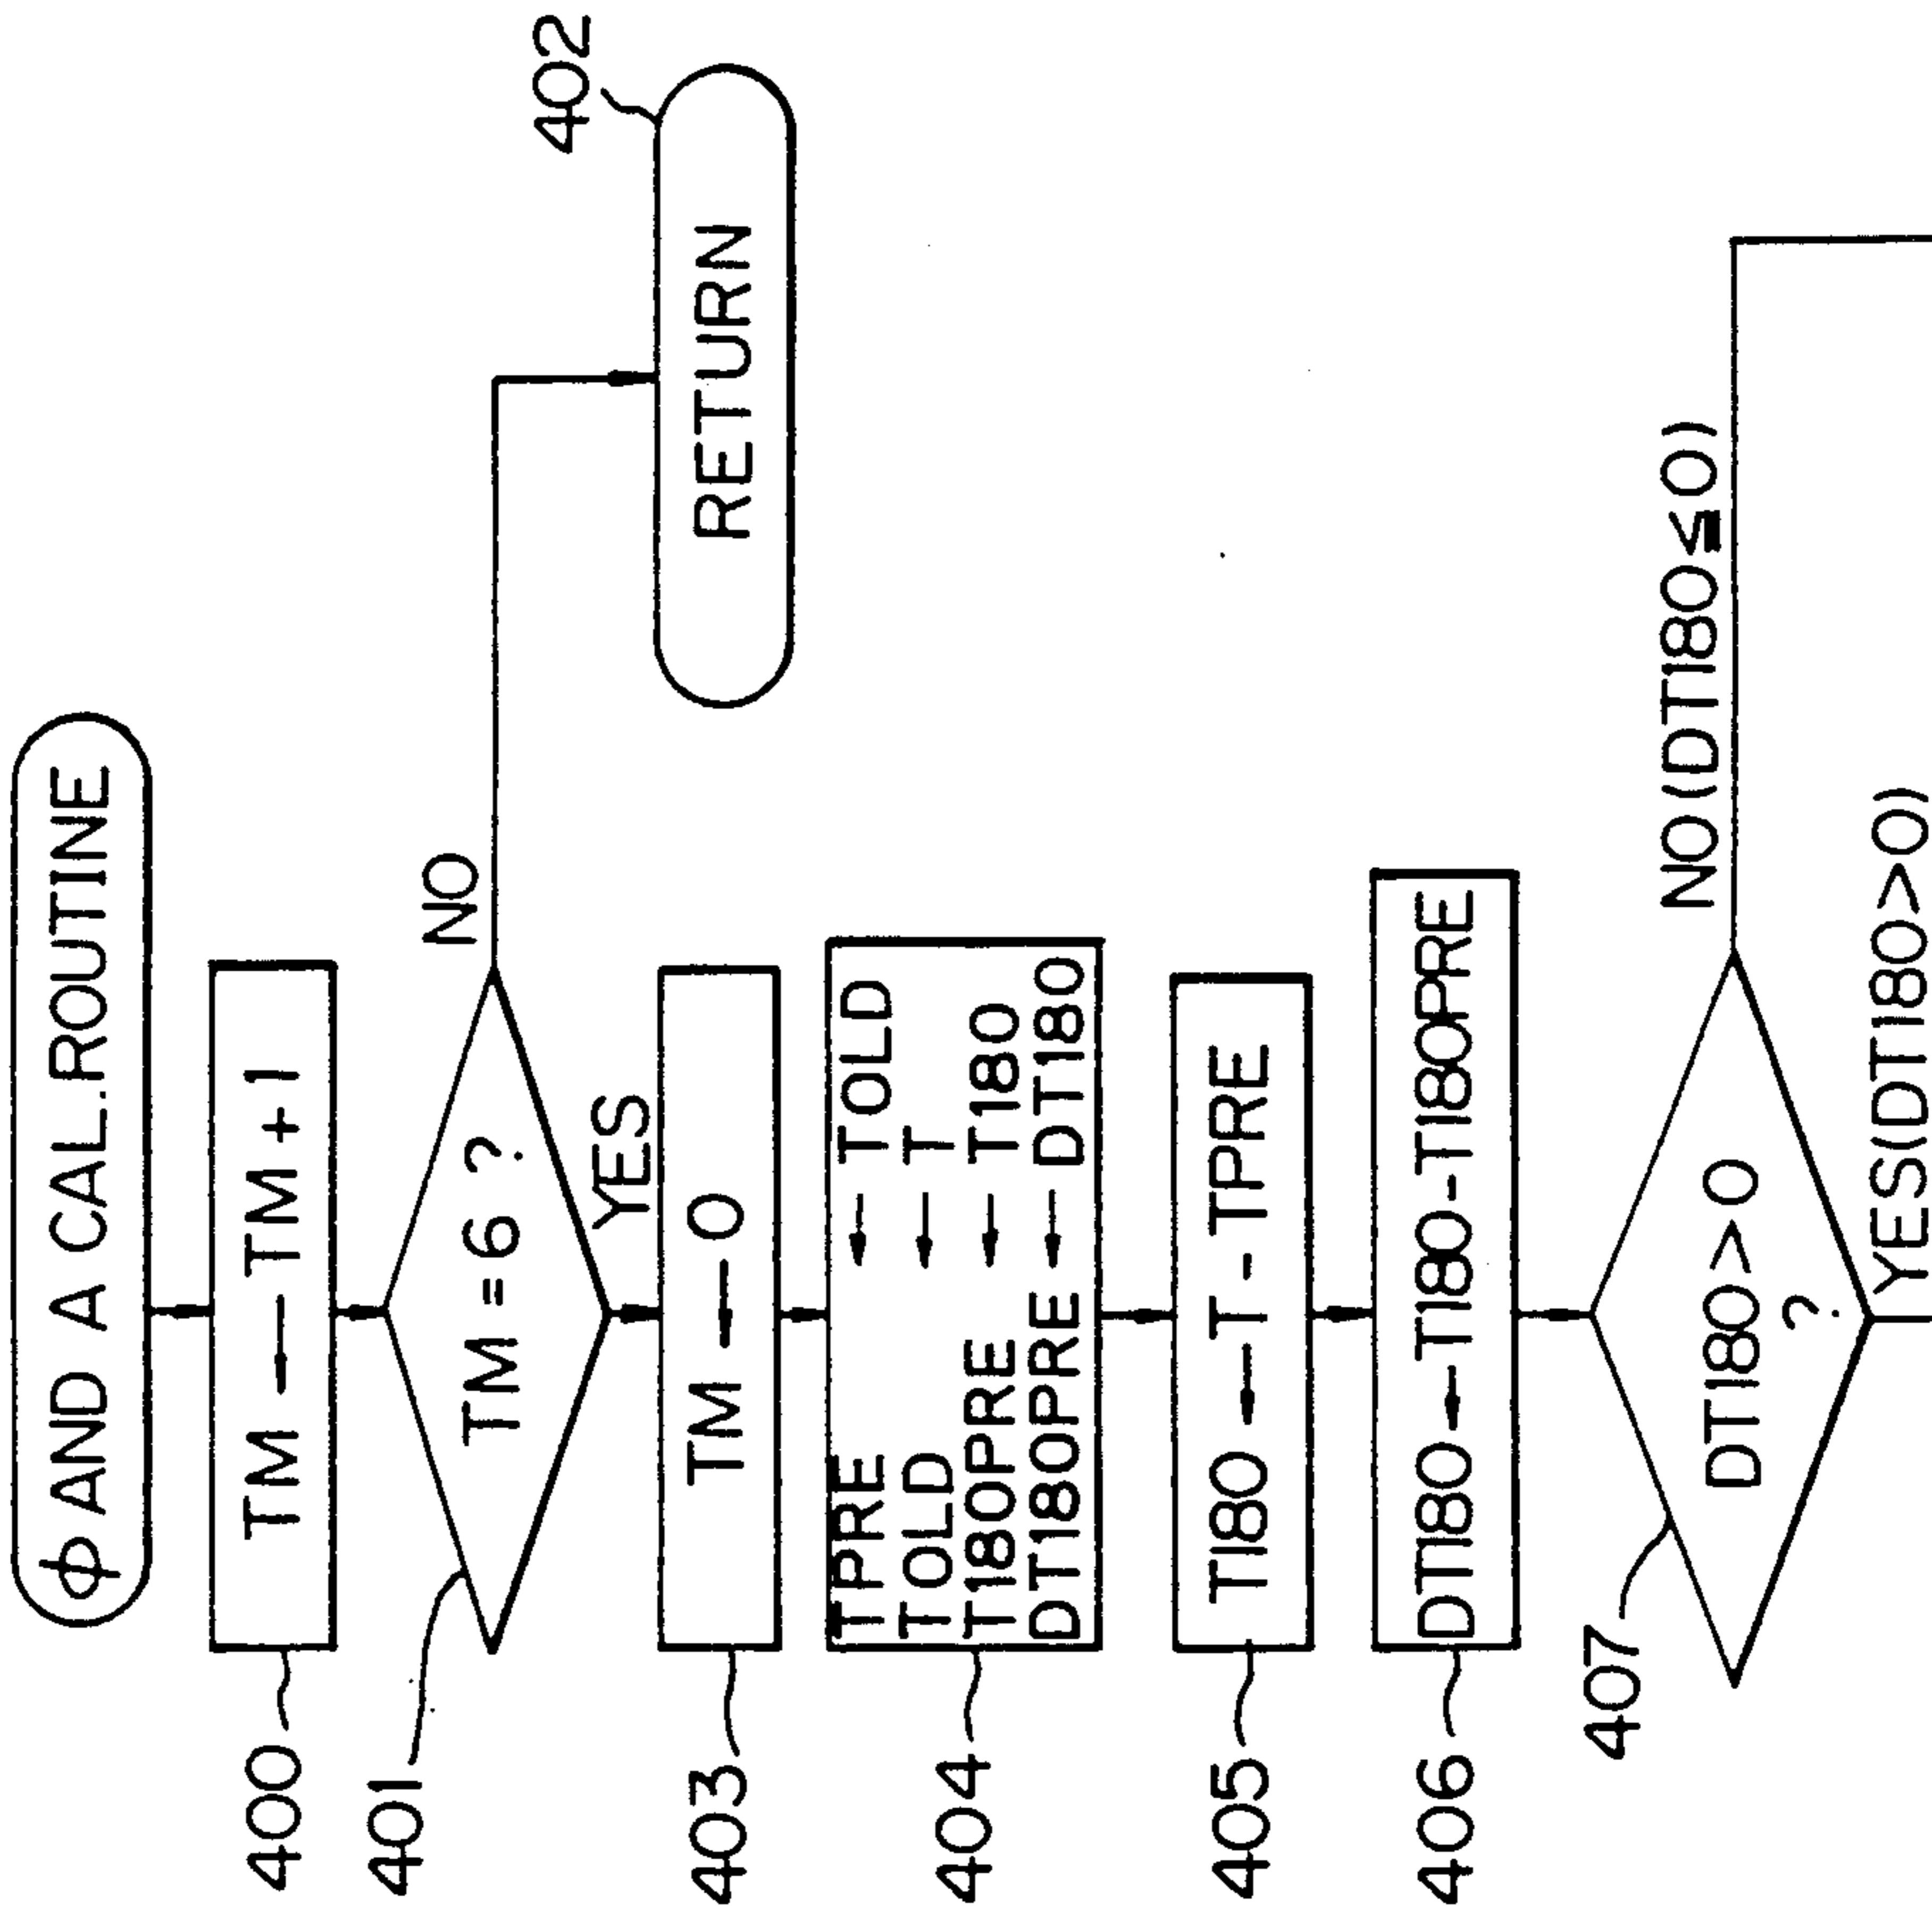 ϕ AND A CAL.ROUTINE
400
TM ← TM + 1
401
TM = 6 ?
NO
YES
402
RETURN
403
TM ← 0
404
TPRE ← TOLD
TOLD ← T
T180PRE ← T180
DT180PRE ← DT180
405
T180 ← T - TPRE
406
DT180 ← T180-T180PRE
407
DT180>0
?
NO(DT180≦0)
YES(DT180>0)